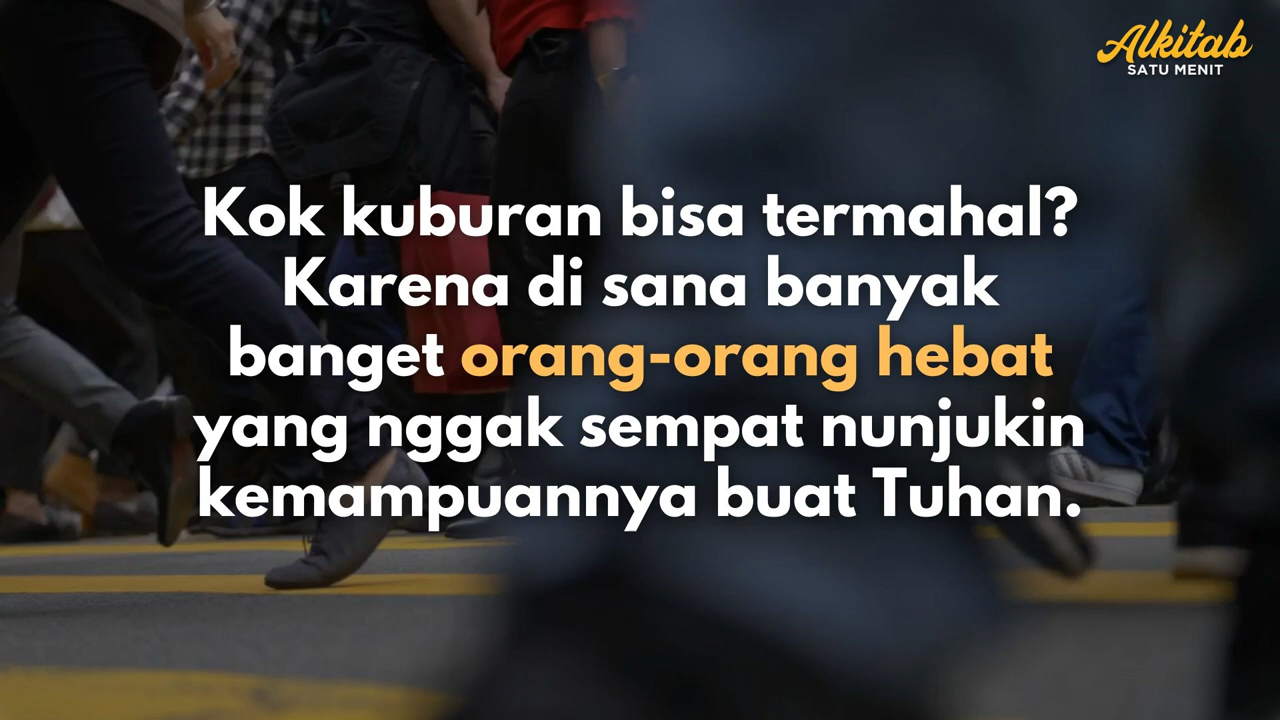 Alkitab
SATU MENIT
Kok kuburan bisa termahal?
Karena di sana banyak
banget orang-orang hebat
yang nggak sempat nunjukin
kemampuannya buat Tuhan.